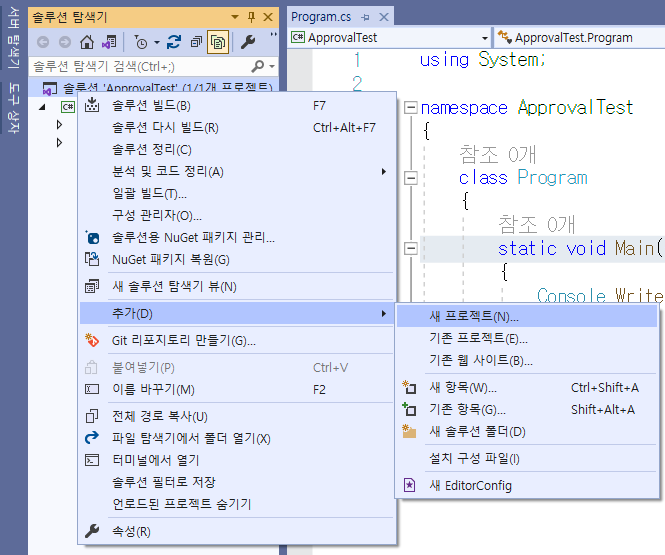 서버 탐색기
도구 상자
솔루션 탐색기
솔루션 탐색기 검색(Ctrl+;)
솔루션 'ApprovalTest' (1/1개 프로젝트)
C#
솔루션 빌드(B) F7
솔루션 다시 빌드(R) Ctrl+Alt+F7
솔루션 정리(C)
분석 및 코드 정리(A)
일괄 빌드(T)...
구성 관리자(O)...
솔루션용 NuGet 패키지 관리...
NuGet 패키지 복원(G)
새 솔루션 탐색기 뷰(N)
추가(D)
Git 리포지토리 만들기(G)...
붙여넣기(P) Ctrl+V
이름 바꾸기(M) F2
전체 경로 복사(U)
파일 탐색기에서 폴더 열기(X)
터미널에서 열기
솔루션 필터로 저장
언로드된 프로젝트 숨기기
속성(R)
새 프로젝트(N)...
기존 프로젝트(E)...
기존 웹 사이트(B)...
새 항목(W)... Ctrl+Shift+A
기존 항목(G)... Shift+Alt+A
새 솔루션 폴더(D)
설치 구성 파일(I)
새 EditorConfig
Program.cs
C# ApprovalTest
ApprovalTest.Program
1 using System;
2
namespace ApprovalTest
{
참조 0개
class Program
{
참조 0개
static void Main(
{
Console.Write